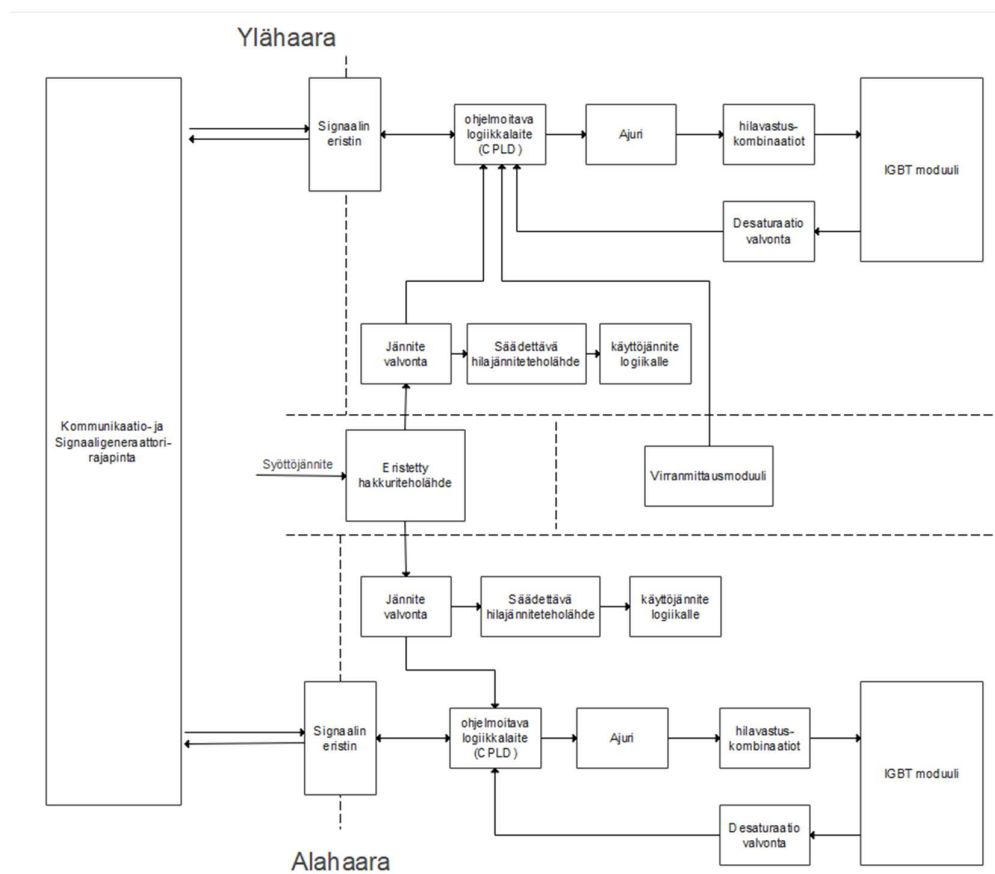 Ylähaara
Signaalin
eristin
ohjelmoitava
logiikkalaite
(CPLD)
Ajuri
hilavastus-
kombinaatiot
IGBT moduuli
Desaturaatio
valvonta
Jännite
valvonta
Säädettävä
hilajänniteteholähde
käyttöjännite
logiikalle
Kommunikaatio- ja
Signaaligeneraattori-
rajapinta
Syöttöjännite
Eristetty
hakkuriteholähde
Virranmittausmoduuli
Jännite
valvonta
Säädettävä
hilajänniteteholähde
käyttöjännite
logiikalle
Signaalin
eristin
ohjelmoitava
logiikkalaite
(CPLD)
Ajuri
hilavastus-
kombinaatiot
IGBT moduuli
Desaturaatio
valvonta
Alahaara